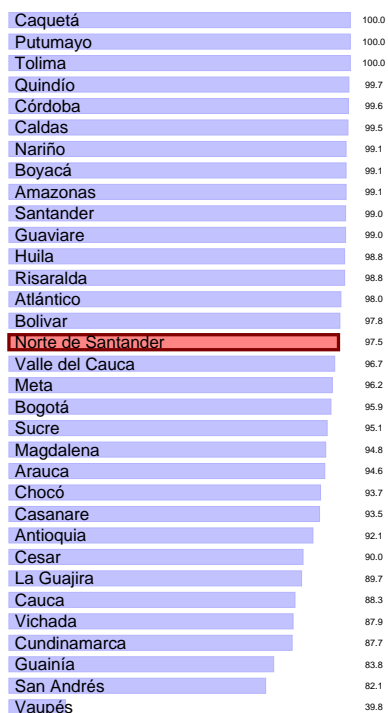 Caquetá 100.0
Putumayo 100.0
Tolima 100.0
Quindío 99.7
Córdoba 99.6
Caldas 99.5
Nariño 99.1
Boyacá 99.1
Amazonas 99.1
Santander 99.0
Guaviare 99.0
Huila 98.8
Risaralda 98.8
Atlántico 98.0
Bolivar 97.8
Norte de Santander 97.5
Valle del Cauca 96.7
Meta 96.2
Bogotá 95.9
Sucre 95.1
Magdalena 94.8
Arauca 94.6
Chocó 93.7
Casanare 93.5
Antioquia 92.1
Cesar 90.0
La Guajira 89.7
Cauca 88.3
Vichada 87.9
Cundinamarca 87.7
Guainía 83.8
San Andrés 82.1
Vaupés 39.8